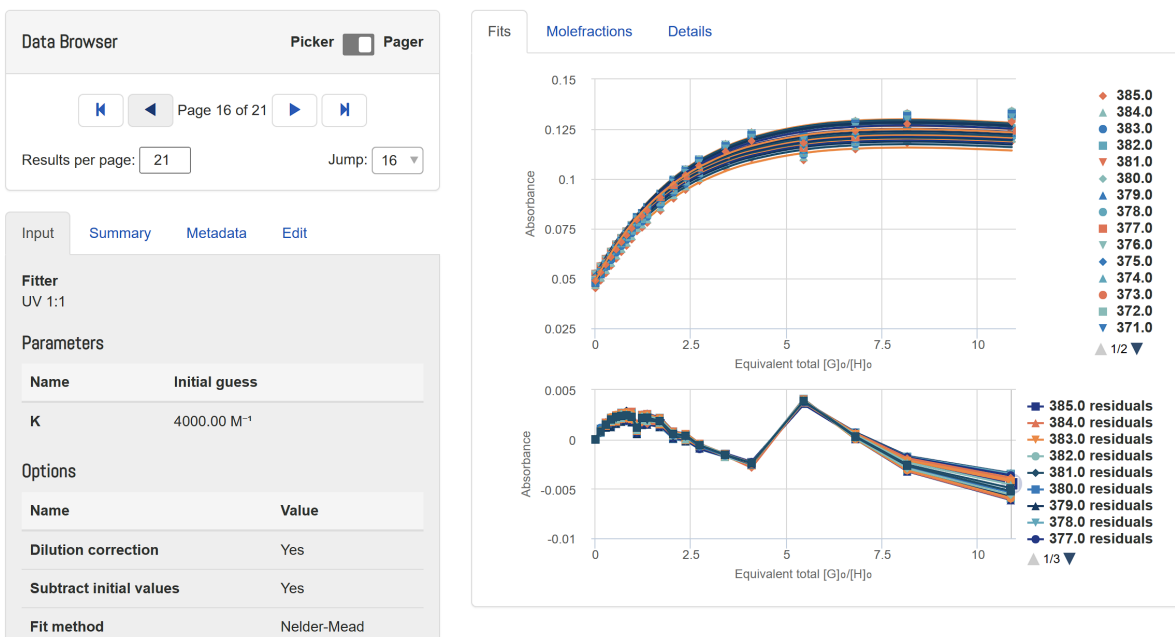 Data Browser
Picker Pager
Page 16 of 21
Results per page: 21
Jump: 16
Input Summary Metadata Edit
Fitter
UV 1:1
Parameters
Name Initial guess
K 4000.00 M⁻¹
Options
Name Value
Dilution correction Yes
Subtract initial values Yes
Fit method Nelder-Mead
Fits Molefractions Details
0.15
0.125
0.1
0.075
0.05
0.025
Absorbance
0 2.5 5 7.5 10
Equivalent total [G]₀/[H]₀
385.0
384.0
383.0
382.0
381.0
380.0
379.0
378.0
377.0
376.0
375.0
374.0
373.0
372.0
371.0
1/2
0.005
0
-0.005
-0.01
Absorbance
0 2.5 5 7.5 10
Equivalent total [G]₀/[H]₀
385.0 residuals
384.0 residuals
383.0 residuals
382.0 residuals
381.0 residuals
380.0 residuals
379.0 residuals
378.0 residuals
377.0 residuals
1/3